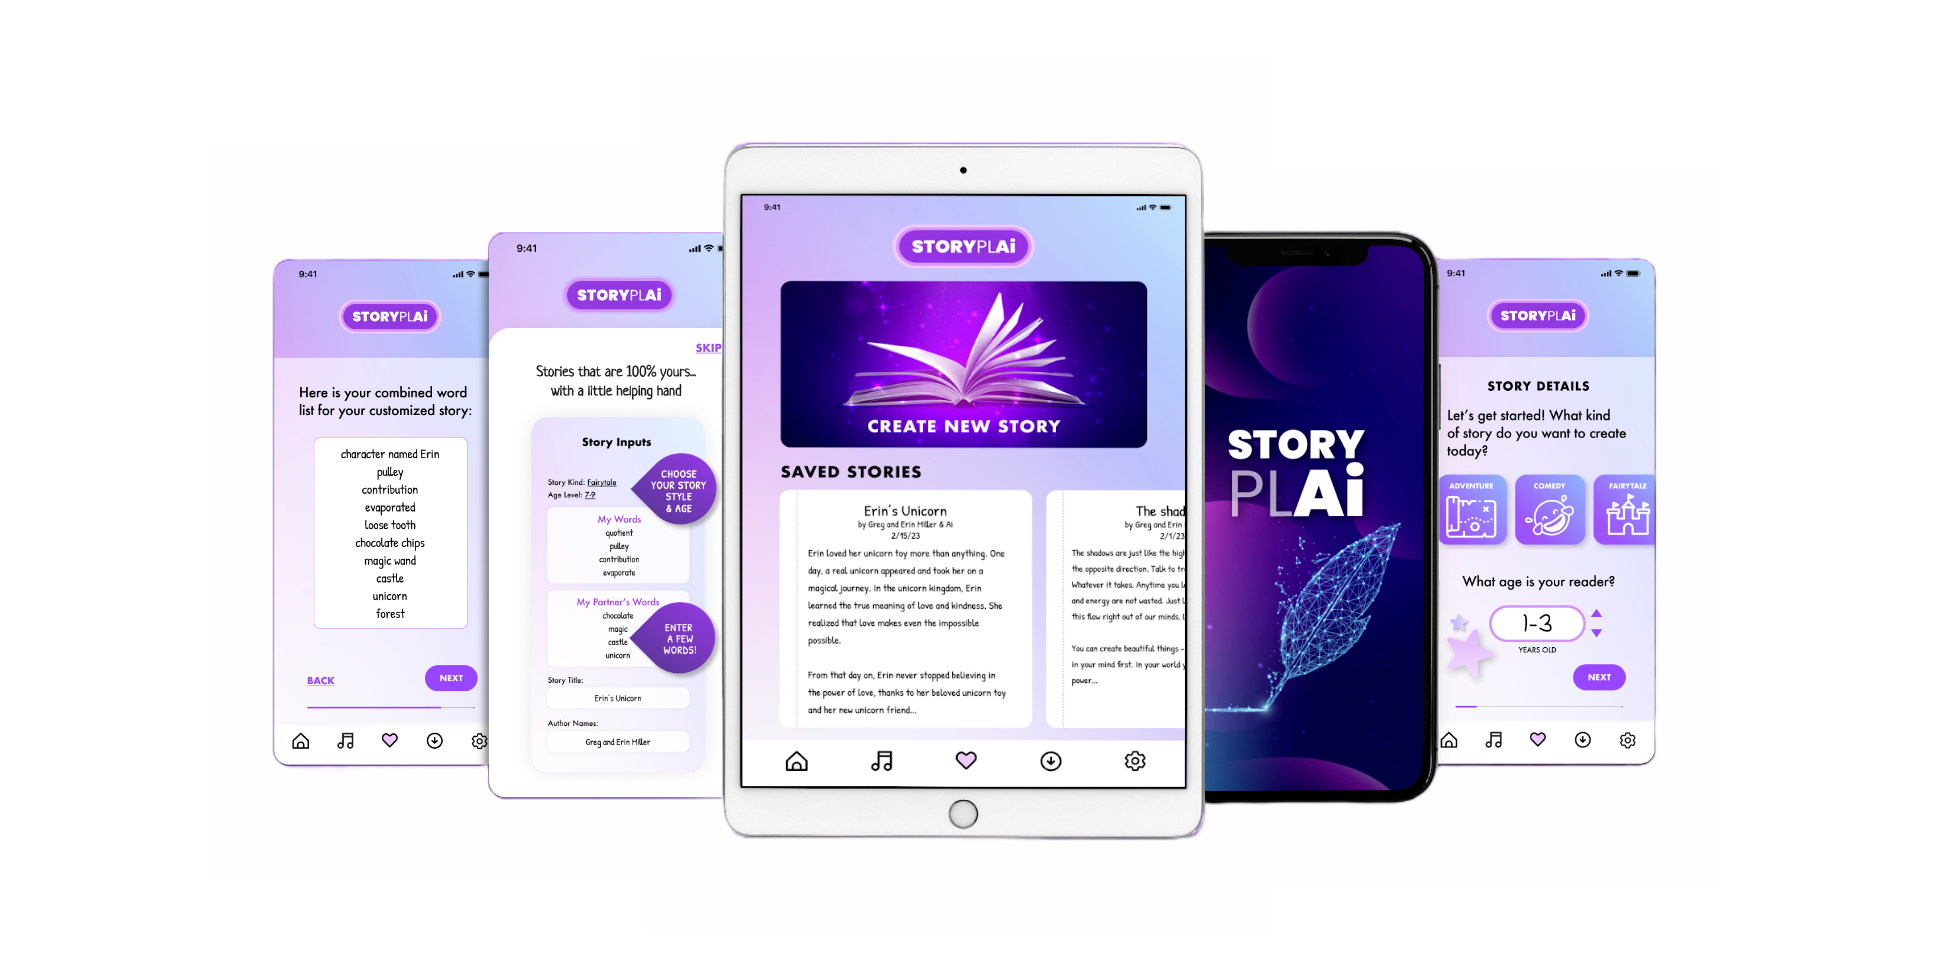 9:41
STORYPLAi
Here is your combined word
list for your customized story:
character named Erin
pulley
contribution
evaporated
loose tooth
chocolate chips
magic wand
castle
unicorn
forest
BACK
NEXT
9:41
STORYPLAi
SKIP
Stories that are 100% yours...
with a little helping hand
Story Inputs
Story Kind: Fairytale
Age Level: 7-9
CHOOSE
YOUR STORY
STYLE
& AGE
My Words
quotient
pulley
contribution
evaporate
My Partner's Words
chocolate
magic
castle
unicorn
ENTER
A FEW
WORDS!
Story Title:
Erin's Unicorn
Author Names:
Greg and Erin Miller
9:41
STORYPLAi
CREATE NEW STORY
SAVED STORIES
Erin's Unicorn
by Greg and Erin Miller & Ai
2/15/23
Erin loved her unicorn toy more than anything. One
day, a real unicorn appeared and took her on a
magical journey. In the unicorn kingdom, Erin
learned the true meaning of love and kindness. She
realized that love makes even the impossible
possible.
From that day on, Erin never stopped believing in
the power of love, thanks to her beloved unicorn toy
and her new unicorn friend...
The shad
by Greg and Erin
2/1/23
The shadows are just like the high
the opposite direction. Talk to tr
Whatever it takes. Anytime you l
and energy are not wasted. Just l
this flow right out of our minds.
You can create beautiful things -
in your mind first. In your world y
power...
STORY
PLAi
9:41
STORYPLAi
STORY DETAILS
Let's get started! What kind
of story do you want to create
today?
ADVENTURE
COMEDY
FAIRYTALE
What age is your reader?
1-3
YEARS OLD
NEXT